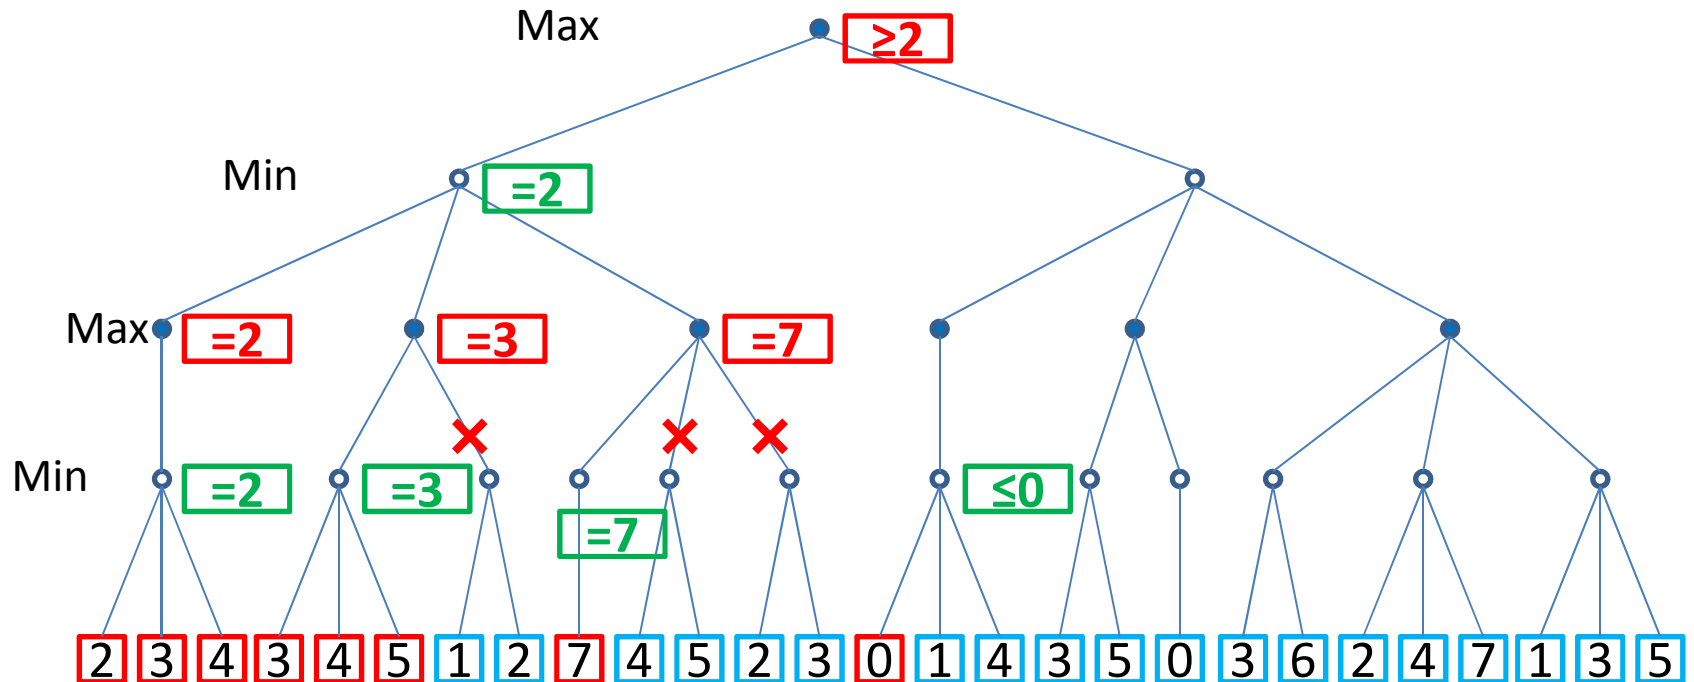 Max ≥2
Min =2
Max =2 =3 =7
Min =2 =3 ≤0
=7
2 3 4 3 4 5 1 2 7 4 5 2 3 0 1 4 3 5 0 3 6 2 4 7 1 3 5